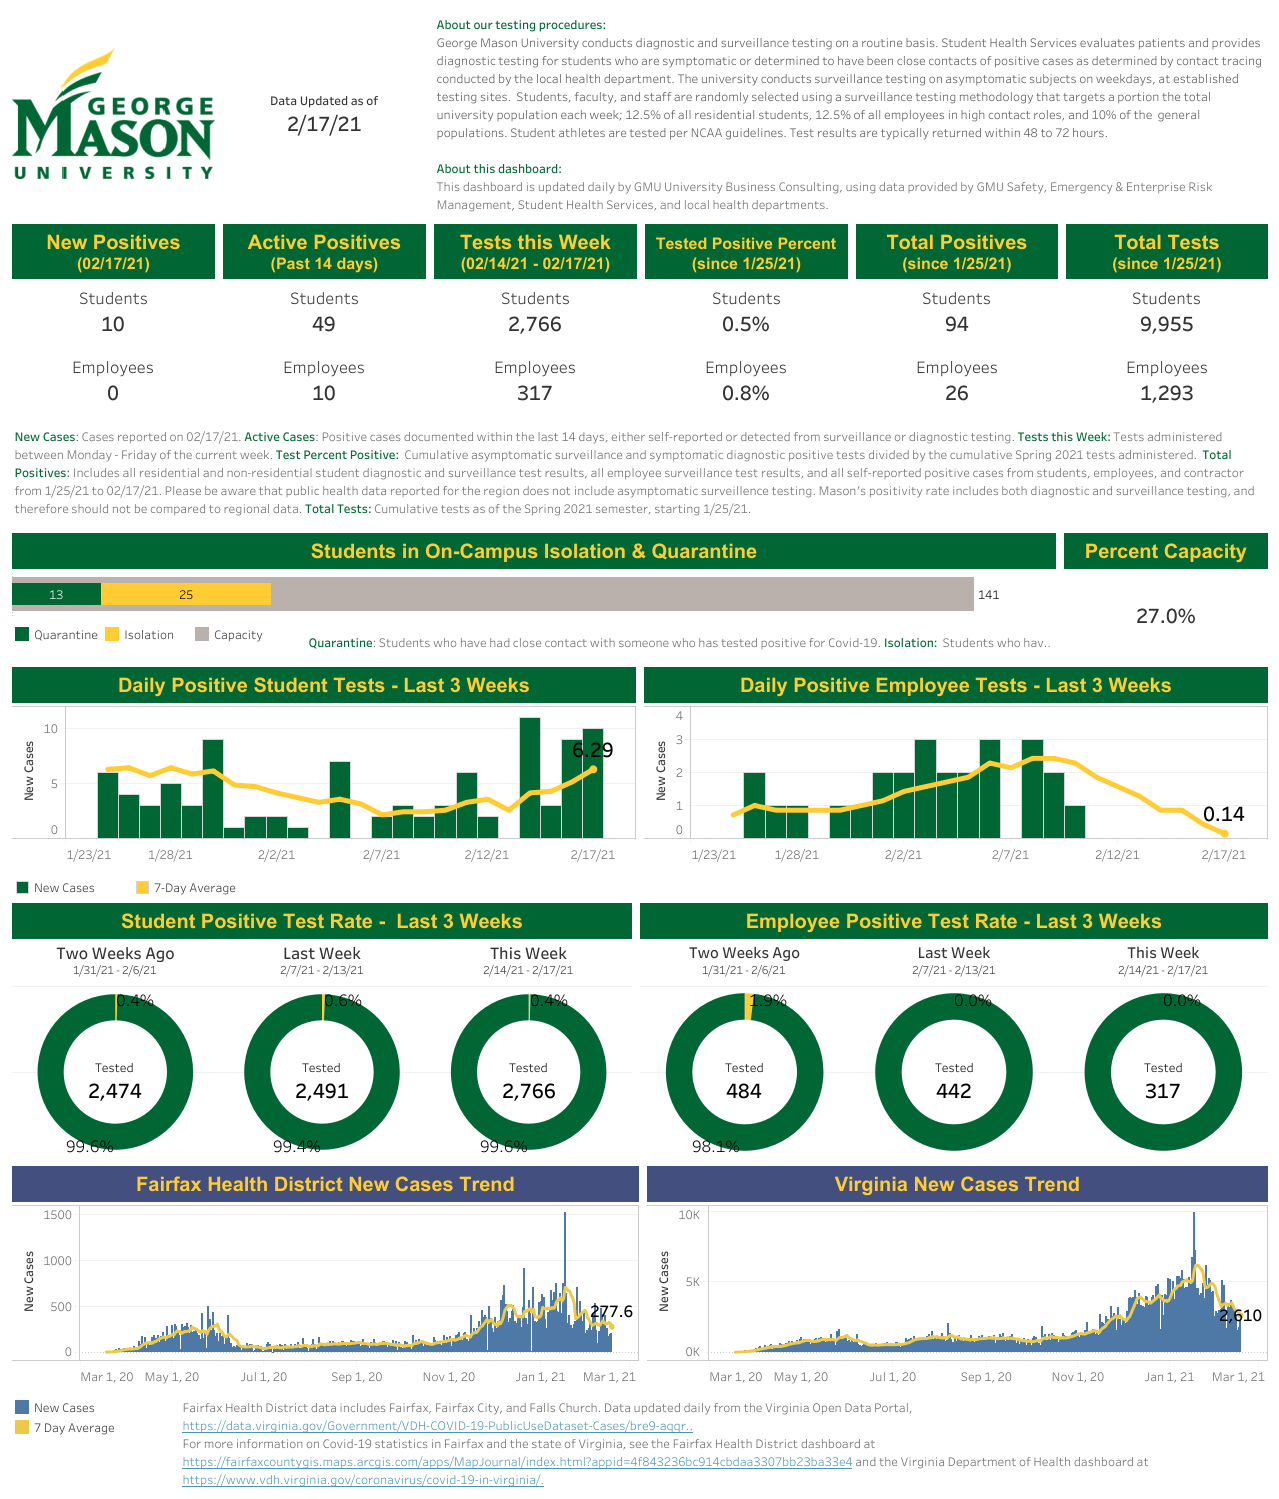 About our testing procedures:
George Mason University conducts diagnostic and surveillance testing on a routine basis. Student Health Services evaluates patients and provides
diagnostic testing for students who are symptomatic or determined to have been close contacts of positive cases as determined by contact tracing
conducted by the local health department. The university conducts surveillance testing on asymptomatic subjects on weekdays, at established
testing sites. Students, faculty, and staff are randomly selected using a surveillance testing methodology that targets a portion the total
university population each week; 12.5% of all residential students, 12.5% of all employees in high contact roles, and 10% of the general
populations. Student athletes are tested per NCAA guidelines. Test results are typically returned within 48 to 72 hours.
About this dashboard:
This dashboard is updated daily by GMU University Business Consulting, using data provided by GMU Safety, Emergency & Enterprise Risk
Management, Student Health Services, and local health departments.
GEORGE
MASON
UNIVERSITY
Data Updated as of
2/17/21
New Positives
(02/17/21)
Active Positives
(Past 14 days)
Tests this Week
(02/14/21 - 02/17/21)
Tested Positive Percent
(since 1/25/21)
Total Positives
(since 1/25/21)
Total Tests
(since 1/25/21)
Students Students Students Students Students Students
10 49 2,766 0.5% 94 9,955
Employees Employees Employees Employees Employees Employees
0 10 317 0.8% 26 1,293
New Cases: Cases reported on 02/17/21. Active Cases: Positive cases documented within the last 14 days, either self-reported or detected from surveillance or diagnostic testing. Tests this Week: Tests administered
between Monday - Friday of the current week. Test Percent Positive: Cumulative asymptomatic surveillance and symptomatic diagnostic positive tests divided by the cumulative Spring 2021 tests administered. Total
Positives: Includes all residential and non-residential student diagnostic and surveillance test results, all employee surveillance test results, and all self-reported positive cases from students, employees, and contractor
from 1/25/21 to 02/17/21. Please be aware that public health data reported for the region does not include asymptomatic surveillence testing. Mason's positivity rate includes both diagnostic and surveillance testing, and
therefore should not be compared to regional data. Total Tests: Cumulative tests as of the Spring 2021 semester, starting 1/25/21.
Students in On-Campus Isolation & Quarantine
Percent Capacity
13 25 141
27.0%
Quarantine Isolation Capacity
Quarantine: Students who have had close contact with someone who has tested positive for Covid-19. Isolation: Students who hav..
Daily Positive Student Tests - Last 3 Weeks
New Cases
10
5
0
6.29
1/23/21 1/28/21 2/2/21 2/7/21 2/12/21 2/17/21
Daily Positive Employee Tests - Last 3 Weeks
New Cases
4
3
2
1
0
0.14
1/23/21 1/28/21 2/2/21 2/7/21 2/12/21 2/17/21
New Cases 7-Day Average
Student Positive Test Rate - Last 3 Weeks
Two Weeks Ago Last Week This Week
1/31/21 - 2/6/21 2/7/21 - 2/13/21 2/14/21 - 2/17/21
0.4% 0.6% 0.4%
Tested Tested Tested
2,474 2,491 2,766
99.6% 99.4% 99.6%
Employee Positive Test Rate - Last 3 Weeks
Two Weeks Ago Last Week This Week
1/31/21 - 2/6/21 2/7/21 - 2/13/21 2/14/21 - 2/17/21
1.9% 0.0% 0.0%
Tested Tested Tested
484 442 317
98.1%
Fairfax Health District New Cases Trend
New Cases
1500
1000
500
0
277.6
Mar 1, 20 May 1, 20 Jul 1, 20 Sep 1, 20 Nov 1, 20 Jan 1, 21 Mar 1, 21
Virginia New Cases Trend
New Cases
10K
5K
0K
2,610
Mar 1, 20 May 1, 20 Jul 1, 20 Sep 1, 20 Nov 1, 20 Jan 1, 21 Mar 1, 21
New Cases
7 Day Average
Fairfax Health District data includes Fairfax, Fairfax City, and Falls Church. Data updated daily from the Virginia Open Data Portal,
https://data.virginia.gov/Government/VDH-COVID-19-PublicUseDataset-Cases/bre9-aqqr..
For more information on Covid-19 statistics in Fairfax and the state of Virginia, see the Fairfax Health District dashboard at
https://fairfaxcountygis.maps.arcgis.com/apps/MapJournal/index.html?appid=4f843236bc914cbdaa3307bb23ba33e4 and the Virginia Department of Health dashboard at
https://www.vdh.virginia.gov/coronavirus/covid-19-in-virginia/.